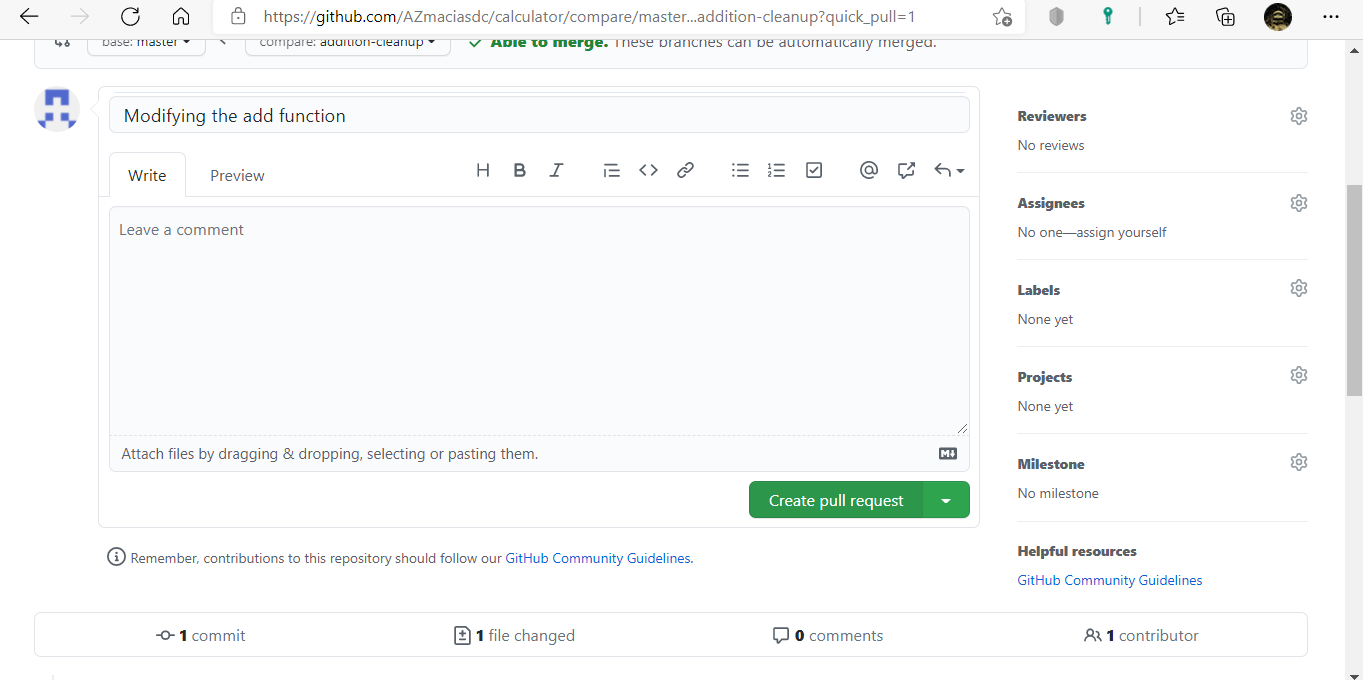 https://github.com/AZmaciasdc/calculator/compare/master...addition-cleanup?quick_pull=1
base: master compare: addition-cleanup Able to merge. These branches can be automatically merged.
Modifying the add function
Write Preview
Leave a comment
Attach files by dragging & dropping, selecting or pasting them.
Create pull request
Remember, contributions to this repository should follow our GitHub Community Guidelines.
Reviewers
No reviews
Assignees
No one—assign yourself
Labels
None yet
Projects
None yet
Milestone
No milestone
Helpful resources
GitHub Community Guidelines
1 commit 1 file changed 0 comments 1 contributor